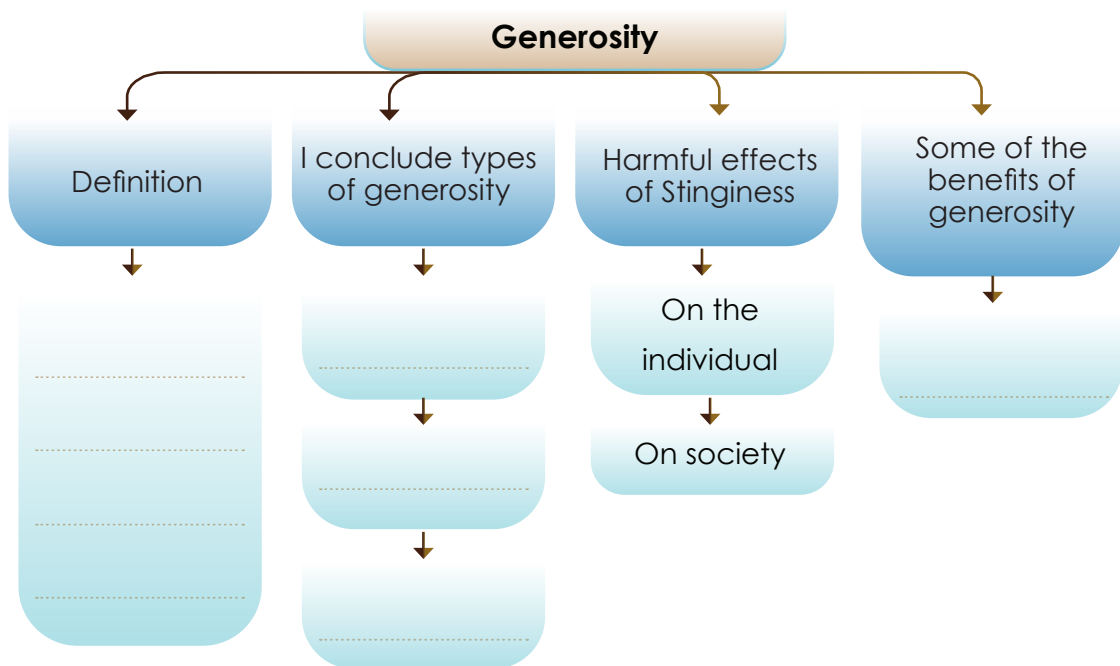 Generosity
Definition
I conclude types
of generosity
Harmful effects
of Stinginess
Some of the
benefits of
generosity
On the
individual
On society